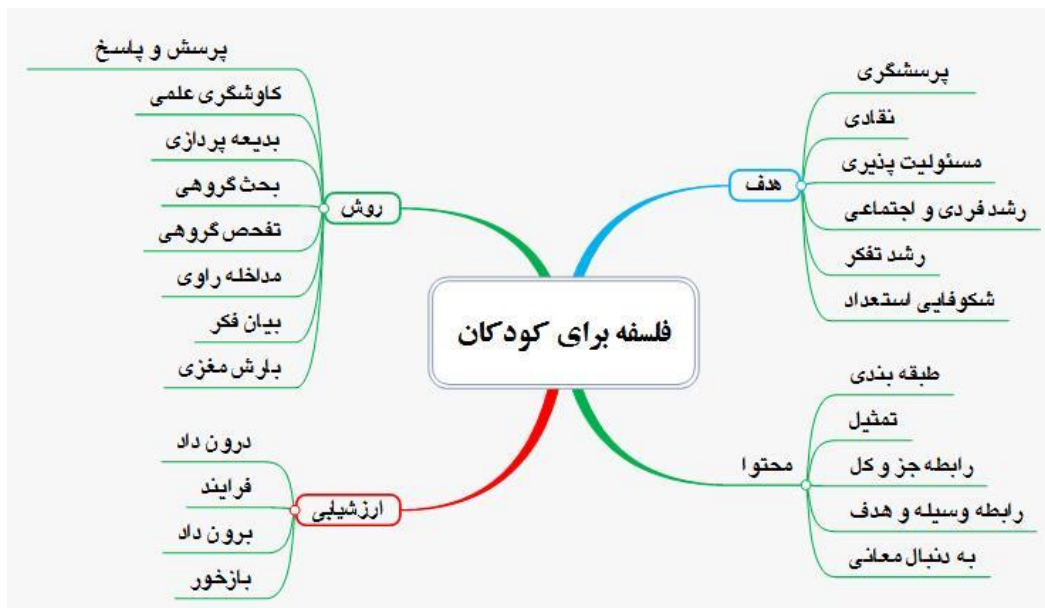 فلسفه برای کودکان
هدف
پرسشگری
نقادی
مسئولیت پذیری
رشد فردی و اجتماعی
رشد تفکر
شکوفایی استعداد
محتوا
طبقه بندی
تمثیل
رابطه جز و کل
رابطه وسیله و هدف
به دنبال معانی
روش
پرسش و پاسخ
کاوشگری علمی
بدیعه پردازی
بحث گروهی
تفحص گروهی
مداخله راوی
بیان فکر
بارش مغزی
ارزشیابی
درون داد
فرایند
برون داد
بازخور